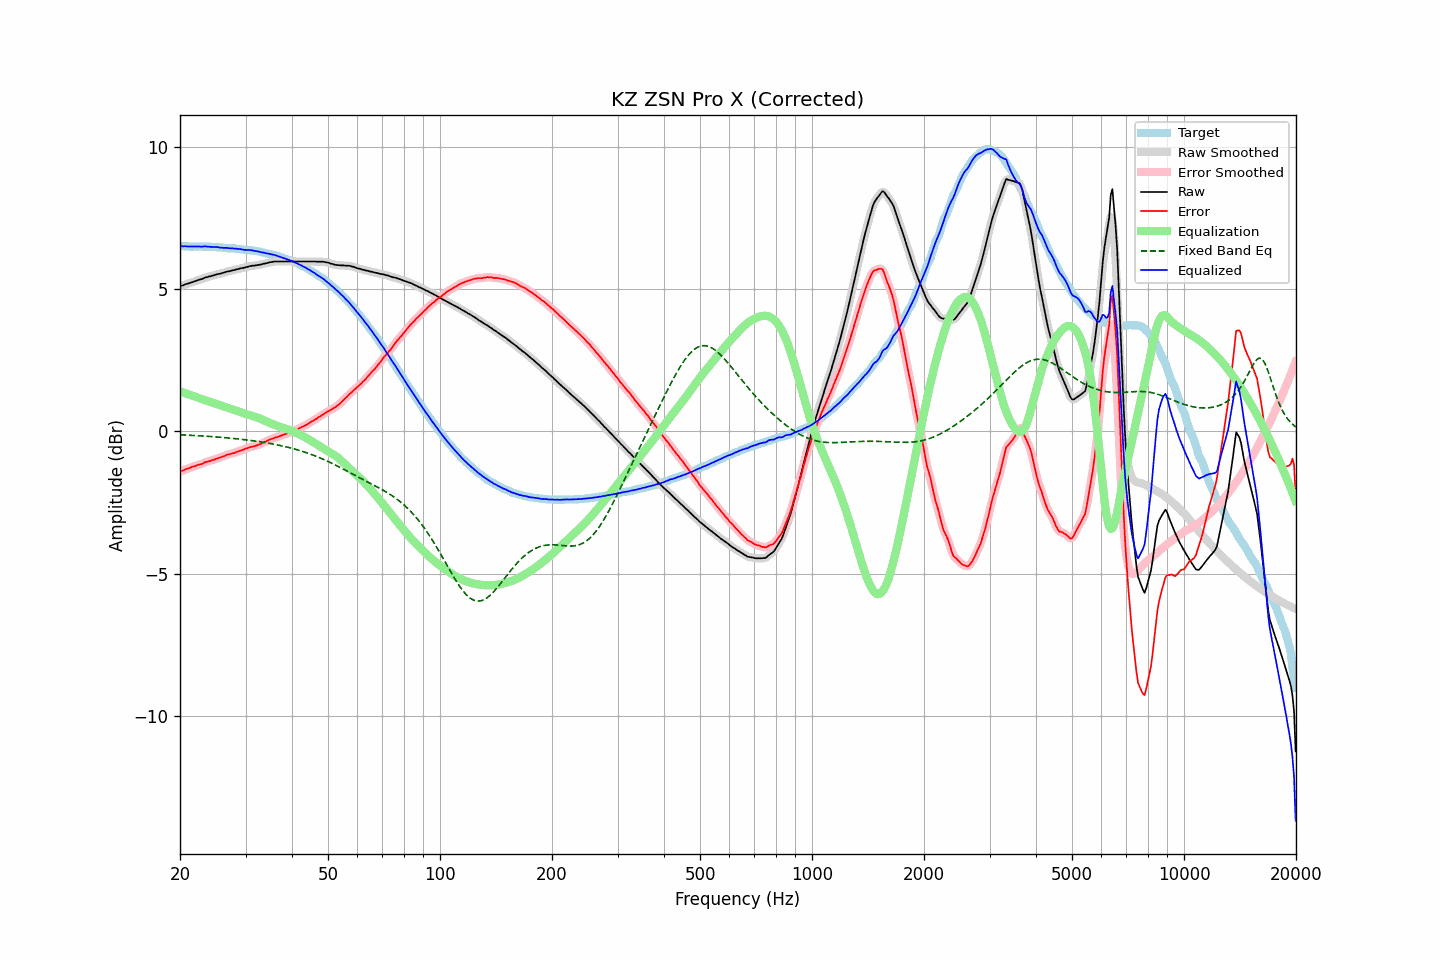 KZ ZSN Pro X (Corrected)
Target
Raw Smoothed
Error Smoothed
Raw
Error
Equalization
Fixed Band Eq
Equalized
Amplitude (dBr)
10
5
0
−5
−10
20
50
100
200
500
1000
2000
5000
10000
20000
Frequency (Hz)